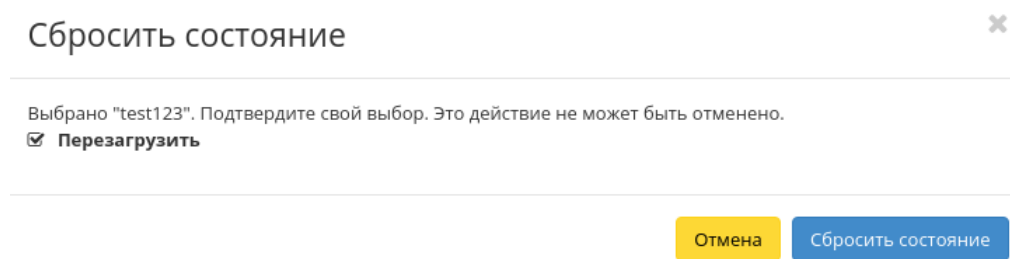 Сбросить состояние
Выбрано "test123". Подтвердите свой выбор. Это действие не может быть отменено.
Перезагрузить
Отмена
Сбросить состояние